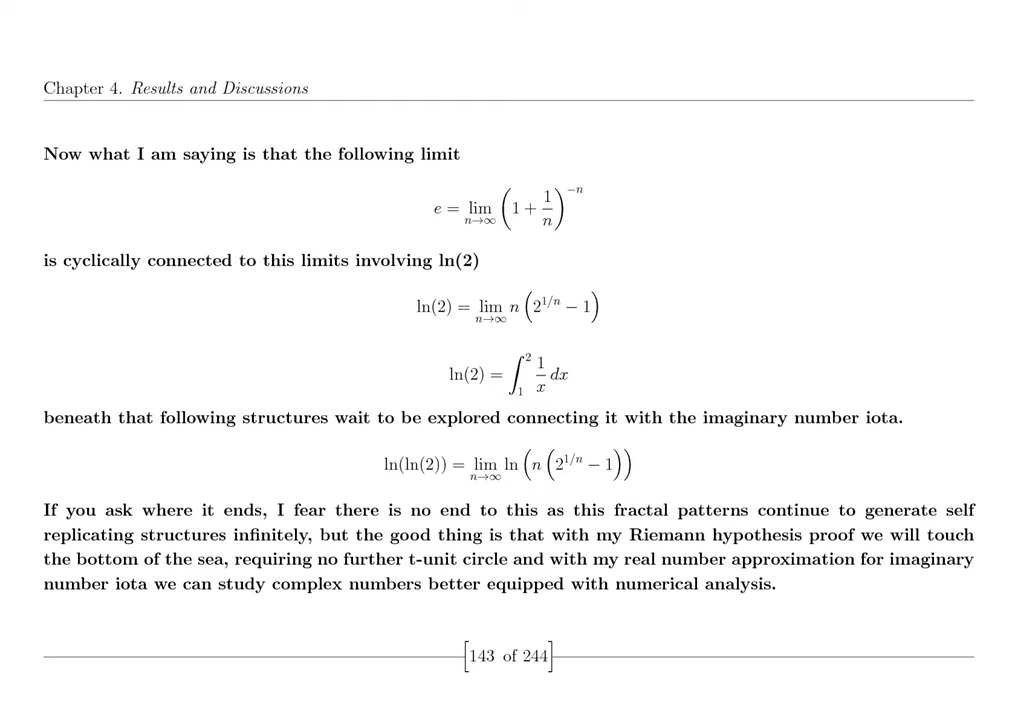 Chapter 4. Results and Discussions
Now what I am saying is that the following limit
e = lim_{n→∞} (1 + 1/n)^{−n}
is cyclically connected to this limits involving ln(2)
ln(2) = lim_{n→∞} n (2^{1/n} − 1)
ln(2) = ∫_1^2 1/x dx
beneath that following structures wait to be explored connecting it with the imaginary number iota.
ln(ln(2)) = lim_{n→∞} ln (n (2^{1/n} − 1))
If you ask where it ends, I fear there is no end to this as this fractal patterns continue to generate self
replicating structures infinitely, but the good thing is that with my Riemann hypothesis proof we will touch
the bottom of the sea, requiring no further t-unit circle and with my real number approximation for imaginary
number iota we can study complex numbers better equipped with numerical analysis.
[143 of 244]